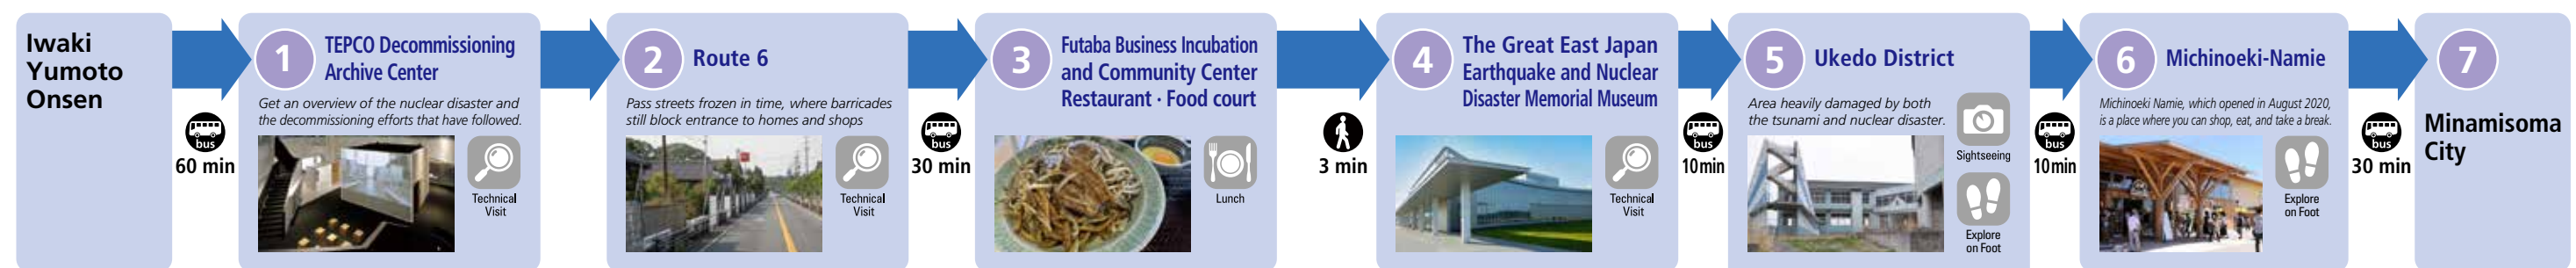 Iwaki
Yumoto
Onsen
bus
60 min
1
TEPCO Decommissioning
Archive Center
Get an overview of the nuclear disaster and
the decommissioning efforts that have followed.
Technical
Visit
2
Route 6
Pass streets frozen in time, where barricades
still block entrance to homes and shops
Technical
Visit
bus
30 min
3
Futaba Business Incubation
and Community Center
Restaurant · Food court
Lunch
3 min
4
The Great East Japan
Earthquake and Nuclear
Disaster Memorial Museum
Technical
Visit
bus
10min
5
Ukedo District
Area heavily damaged by both
the tsunami and nuclear disaster.
Sightseeing
Explore
on Foot
bus
10min
6
Michinoeki-Namie
Michinoeki Namie, which opened in August 2020,
is a place where you can shop, eat, and take a break.
Explore
on Foot
bus
30 min
7
Minamisoma
City